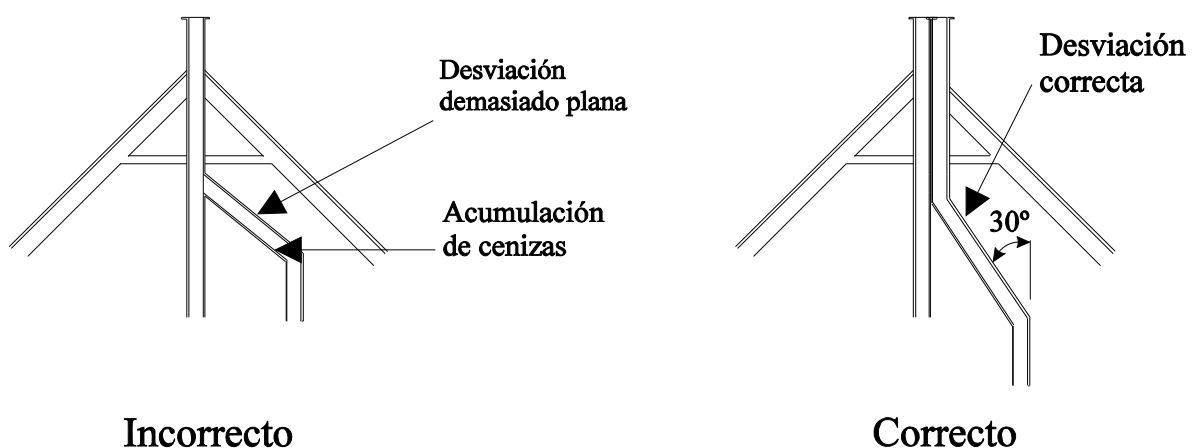 Desviación
demasiado plana
Acumulación
de cenizas
Incorrecto
Desviación
correcta
30º
Correcto